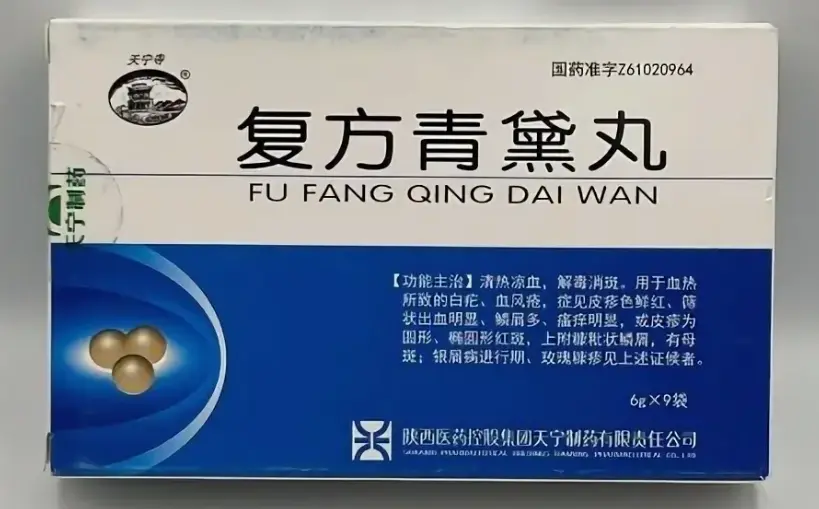 天宁寺
®
国药准字Z61020964
复方青黛丸
FU FANG QING DAI WAN
天宁制药
【功能主治】清热凉血，解毒消斑。用于血热
所致的白疕、血风疮，症见皮疹色鲜红、筛
状出血明显、鳞屑多、瘙痒明显，或皮疹为
圆形、椭圆形红斑，上附糠秕状鳞屑，有母
斑；银屑病进行期、玫瑰糠疹见上述证候者。
6g×9袋
陕西医药控股集团天宁制药有限责任公司